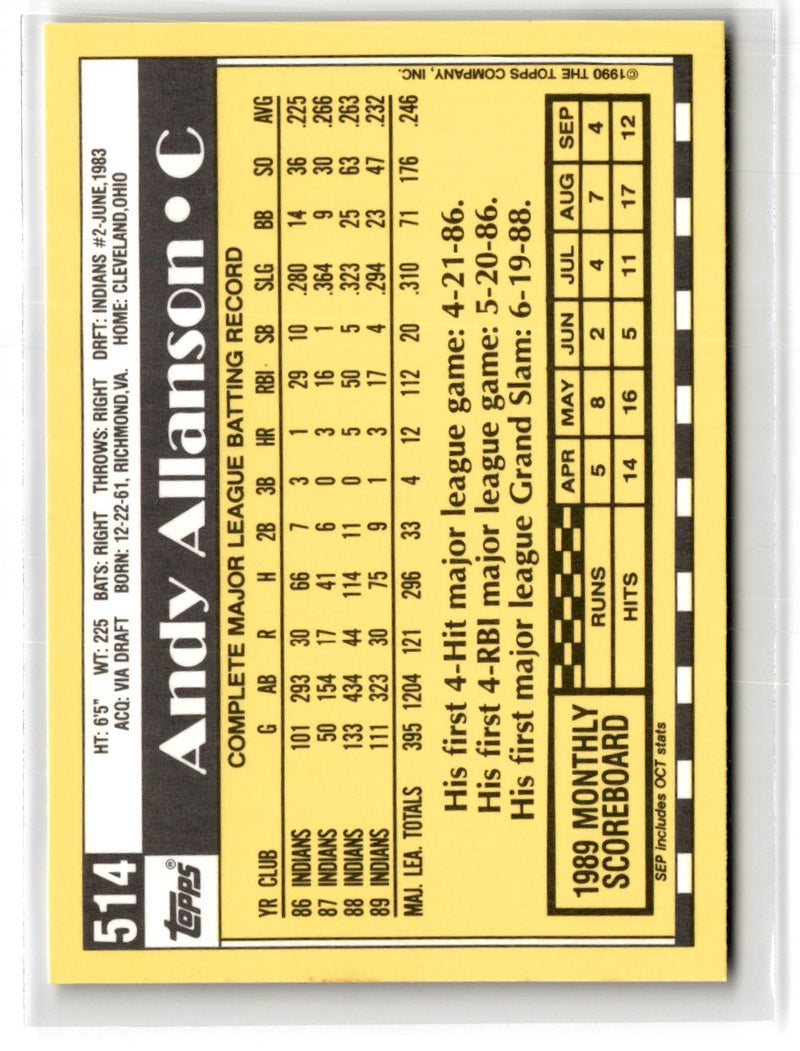 514
HT: 6'5" WT: 225 BATS: RIGHT THROWS: RIGHT DRFT: INDIANS #2-JUNE,1983
ACQ: VIA DRAFT BORN: 12-22-61, RICHMOND,VA. HOME: CLEVELAND,OHIO
TOPPS®
Andy Allanson • C
COMPLETE MAJOR LEAGUE BATTING RECORD
YR CLUB G AB R H 2B 3B HR RBI SB SLG BB SO AVG
86 INDIANS 101 293 30 66 7 3 1 29 10 .280 14 36 .225
87 INDIANS 50 154 17 41 6 0 3 16 1 .364 9 30 .266
88 INDIANS 133 434 44 114 11 0 5 50 5 .323 25 63 .263
89 INDIANS 111 323 30 75 9 1 3 17 4 .294 23 47 .232
MAJ. LEA. TOTALS 395 1204 121 296 33 4 12 112 20 .310 71 176 .246
His first 4-Hit major league game: 4-21-86.
His first 4-RBI major league game: 5-20-86.
His first major league Grand Slam: 6-19-88.
1989 MONTHLY
SCOREBOARD
APR MAY JUN JUL AUG SEP
RUNS 5 8 2 4 7 4
HITS 14 16 5 11 17 12
SEP includes OCT stats
©1990 THE TOPPS COMPANY, INC.